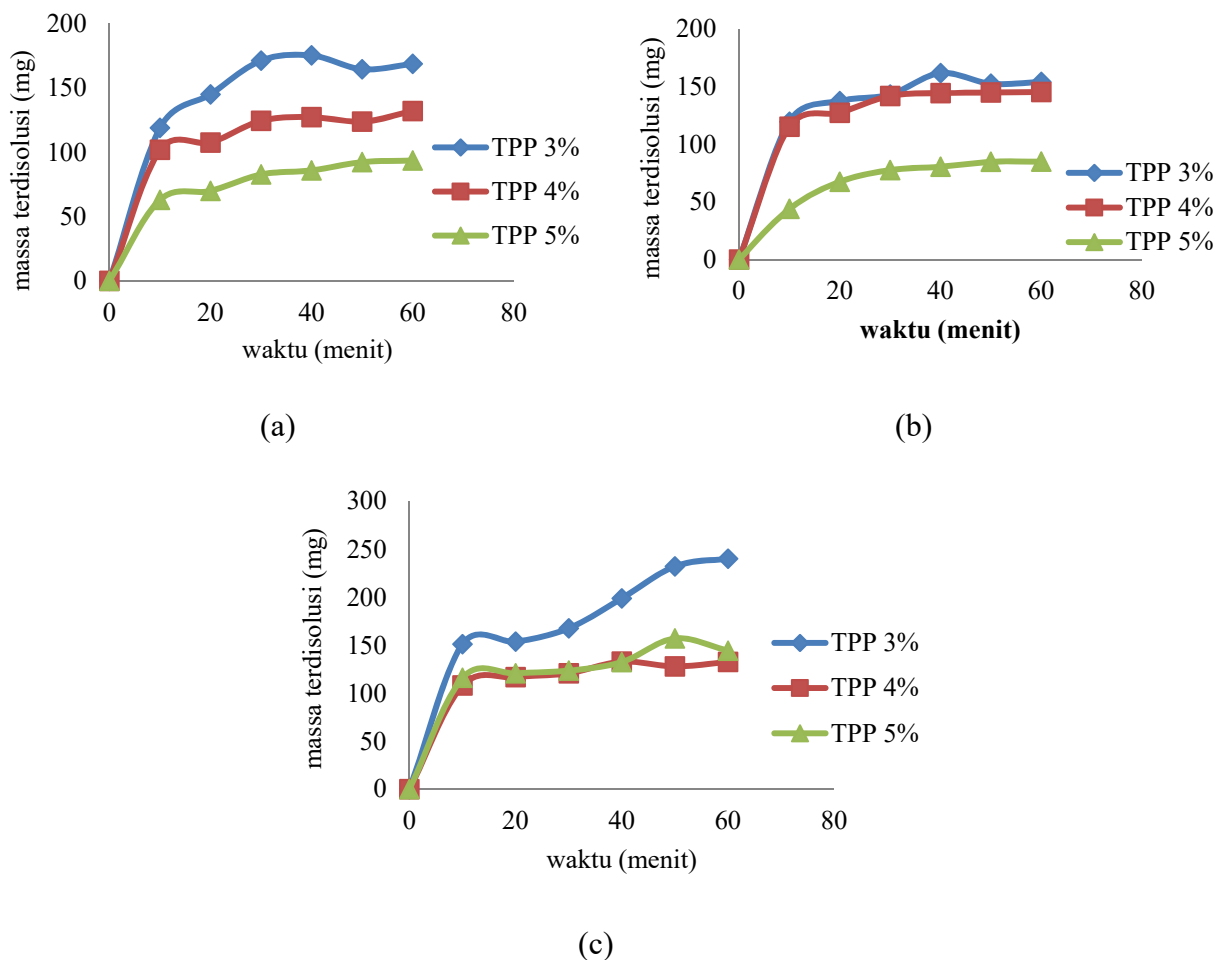 massa terdisolusi (mg)
200
150
100
50
0
0 20 40 60 80
waktu (menit)
TPP 3%
TPP 4%
TPP 5%
(a)
massa terdisolusi (mg)
200
150
100
50
0
0 20 40 60 80
waktu (menit)
TPP 3%
TPP 4%
TPP 5%
(b)
massa terdisolusi (mg)
300
250
200
150
100
50
0
0 20 40 60 80
waktu (menit)
TPP 3%
TPP 4%
TPP 5%
(c)